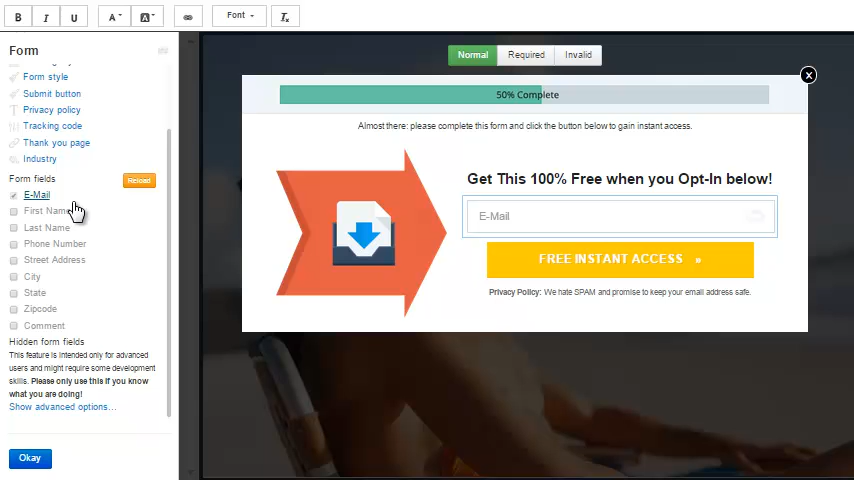 B I U A A Font Tx
Form
Form style
Submit button
Privacy policy
Tracking code
Thank you page
Industry
Form fields Reload
E-Mail
First Name
Last Name
Phone Number
Street Address
City
State
Zipcode
Comment
Hidden form fields
This feature is intended only for advanced
users and might require some development
skills. Please only use this if you know
what you are doing!
Show advanced options...
Okay
Normal Required Invalid
x
50% Complete
Almost there: please complete this form and click the button below to gain instant access.
Get This 100% Free when you Opt-In below!
E-Mail
FREE INSTANT ACCESS »
Privacy Policy: We hate SPAM and promise to keep your email address safe.